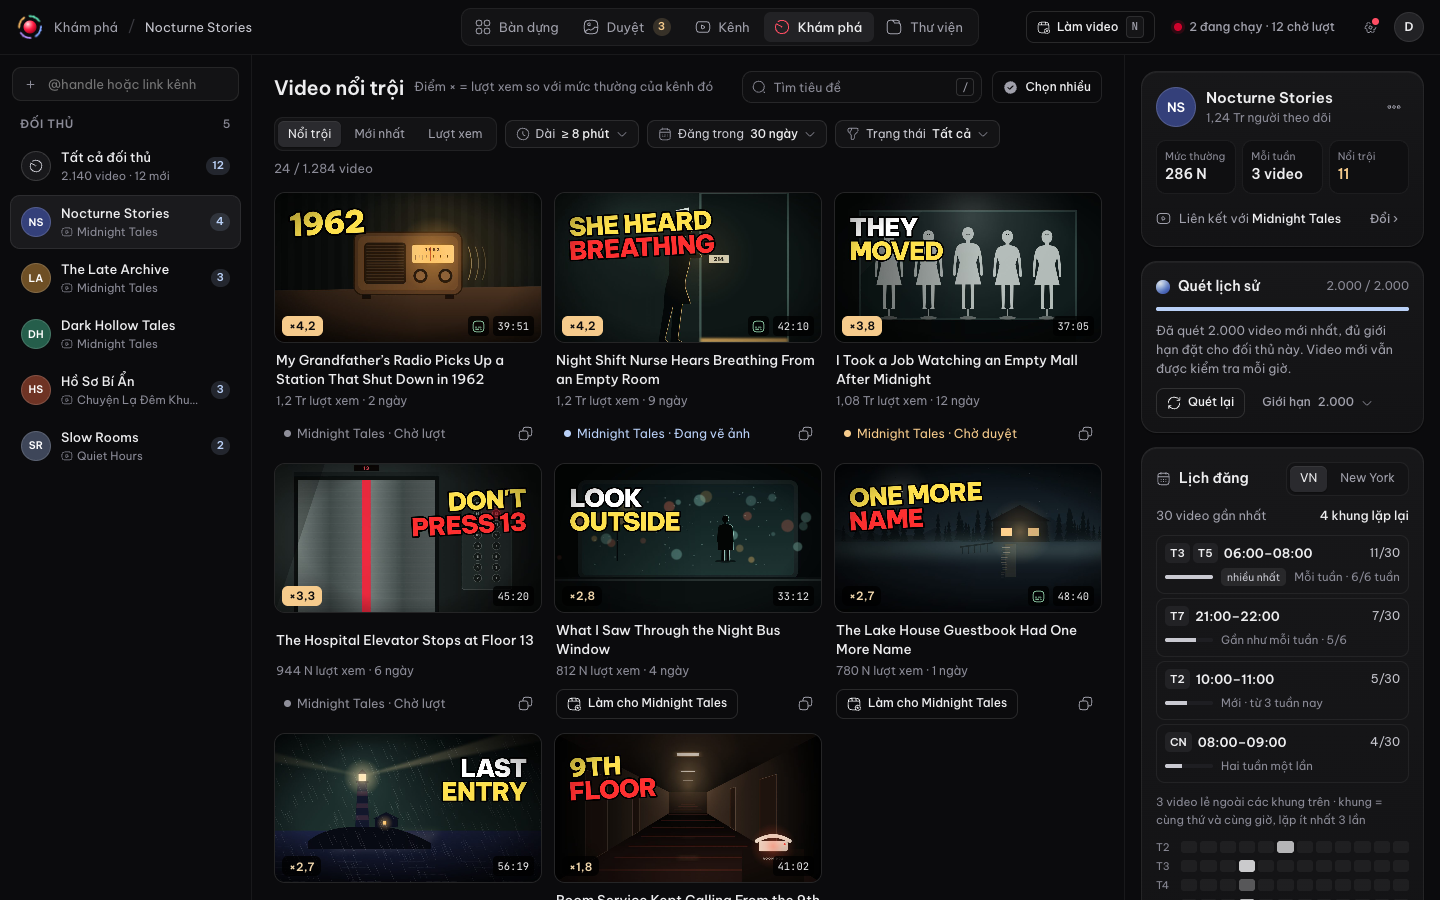 Khám phá / Nocturne Stories
Bản dựng
Duyệt 3
Kênh
Khám phá
Thư viện
Làm video N
2 đang chạy · 12 chờ lượt
D
+ @handle hoặc link kênh
ĐỐI THỦ 5
Tất cả đối thủ
2.140 video · 12 mới
12
NS
Nocturne Stories
Midnight Tales
4
LA
The Late Archive
Midnight Tales
3
DH
Dark Hollow Tales
Midnight Tales
HS
Hồ Sơ Bí Ẩn
Chuyện Lạ Đêm Khu...
3
SR
Slow Rooms
Quiet Hours
2
Video nổi trội
Điểm × = lượt xem so với mức thường của kênh đó
Tìm tiêu đề /
Chọn nhiều
Nổi trội
Mới nhất
Lượt xem
Dài ≥ 8 phút
Đăng trong 30 ngày
Trạng thái Tất cả
24 / 1.284 video
1962
1962
×4,2
39:51
My Grandfather's Radio Picks Up a
Station That Shut Down in 1962
1,2 Tr lượt xem · 2 ngày
Midnight Tales · Chờ lượt
SHE HEARD
BREATHING
214
×4,2
42:10
Night Shift Nurse Hears Breathing From
an Empty Room
1,2 Tr lượt xem · 9 ngày
Midnight Tales · Đang vẽ ảnh
THEY
MOVED
×3,8
37:05
I Took a Job Watching an Empty Mall
After Midnight
1,08 Tr lượt xem · 12 ngày
Midnight Tales · Chờ duyệt
13
DON'T
PRESS 13
×3,3
45:20
The Hospital Elevator Stops at Floor 13
944 N lượt xem · 6 ngày
Midnight Tales · Chờ lượt
LOOK
OUTSIDE
×2,8
33:12
What I Saw Through the Night Bus
Window
812 N lượt xem · 4 ngày
Làm cho Midnight Tales
ONE MORE
NAME
×2,7
48:40
The Lake House Guestbook Had One
More Name
780 N lượt xem · 1 ngày
Làm cho Midnight Tales
LAST
ENTRY
×2,7
56:19
9TH
FLOOR
×1,8
41:02
Room Service Kept Calling From the 9th
NS
Nocturne Stories
1,24 Tr người theo dõi
Mức thường
286 N
Mỗi tuần
3 video
Nổi trội
11
Liên kết với Midnight Tales
Đổi ›
Quét lịch sử
2.000 / 2.000
Đã quét 2.000 video mới nhất, đủ giới
hạn đặt cho đối thủ này. Video mới vẫn
được kiểm tra mỗi giờ.
Quét lại
Giới hạn 2.000
Lịch đăng
VN
New York
30 video gần nhất
4 khung lặp lại
T3 T5 06:00–08:00 11/30
nhiều nhất Mỗi tuần · 6/6 tuần
T7 21:00–22:00 7/30
Gần như mỗi tuần · 5/6
T2 10:00–11:00 5/30
Mới · từ 3 tuần nay
CN 08:00–09:00 4/30
Hai tuần một lần
3 video lẻ ngoài các khung trên · khung =
cùng thứ và cùng giờ, lặp ít nhất 3 lần
T2
T3
T4